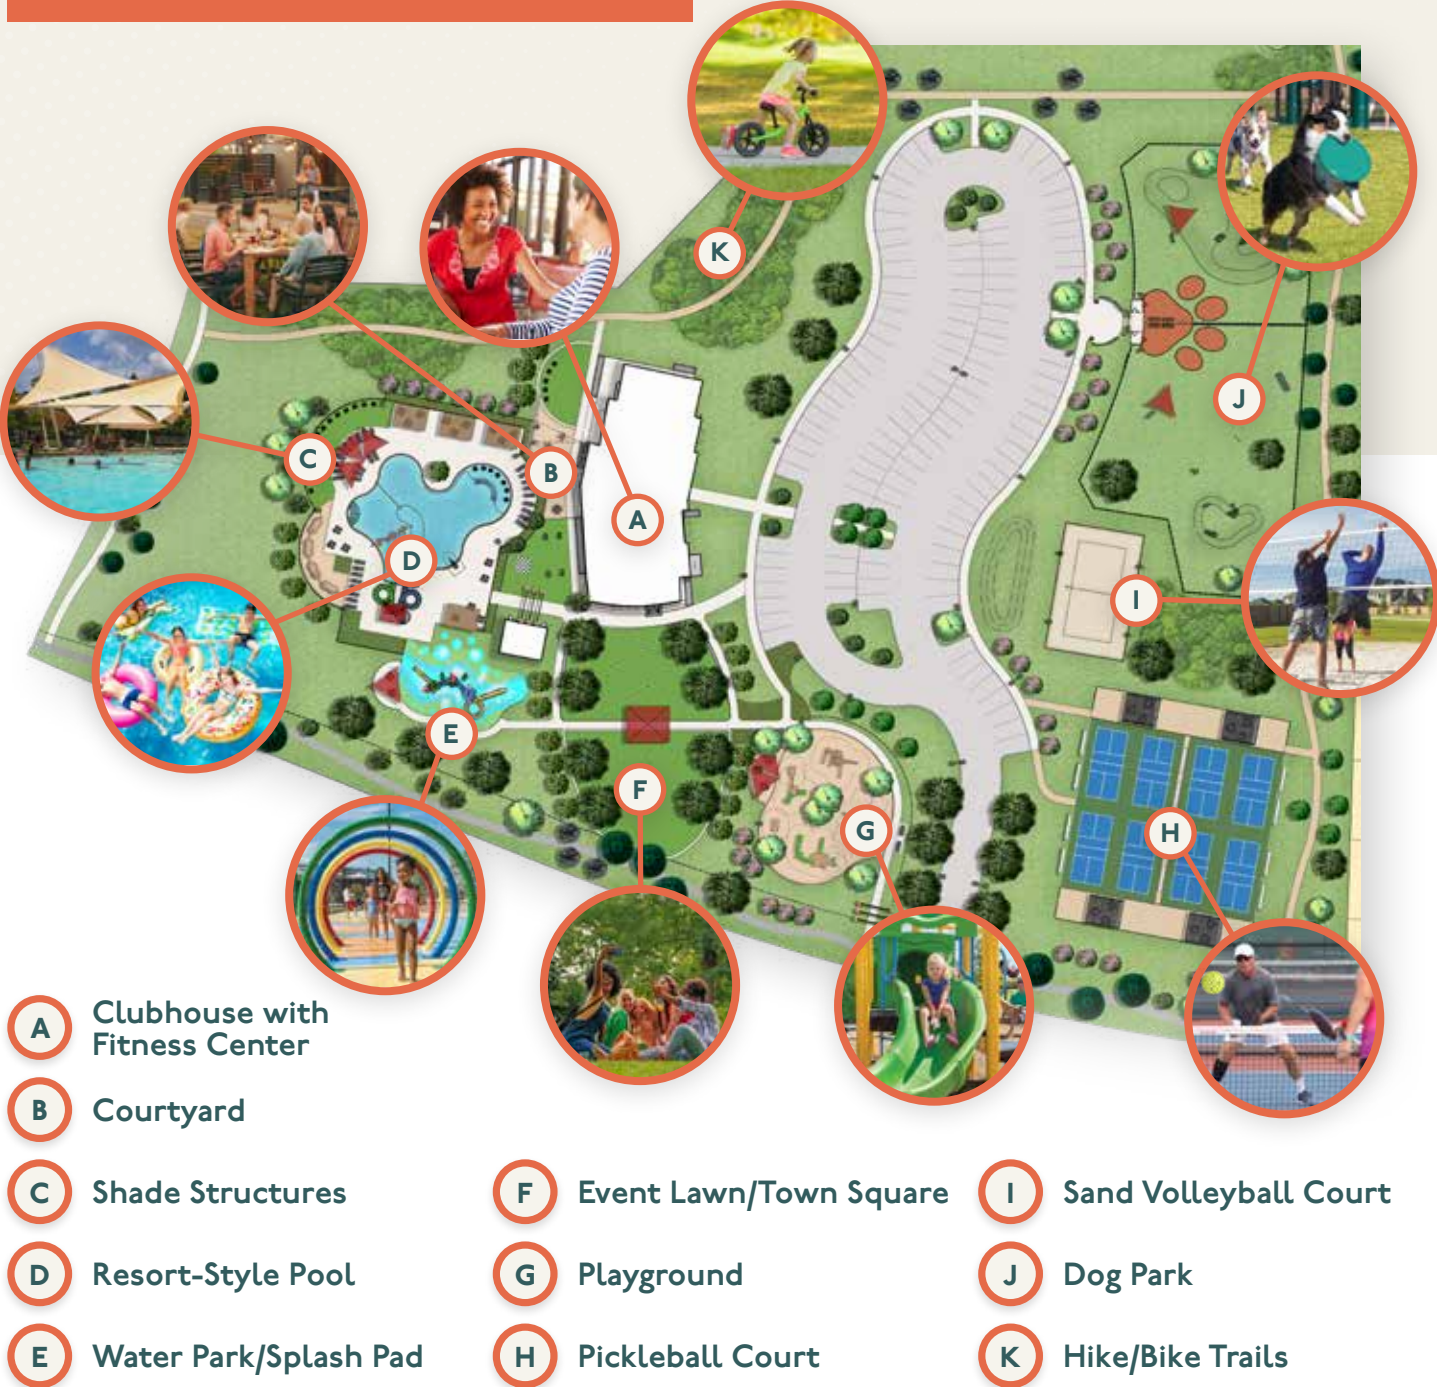 K
J
C
B
A
D
I
E
F
G
H
A Clubhouse with
Fitness Center
B Courtyard
C Shade Structures
D Resort-Style Pool
E Water Park/Splash Pad
F Event Lawn/Town Square
G Playground
H Pickleball Court
I Sand Volleyball Court
J Dog Park
K Hike/Bike Trails